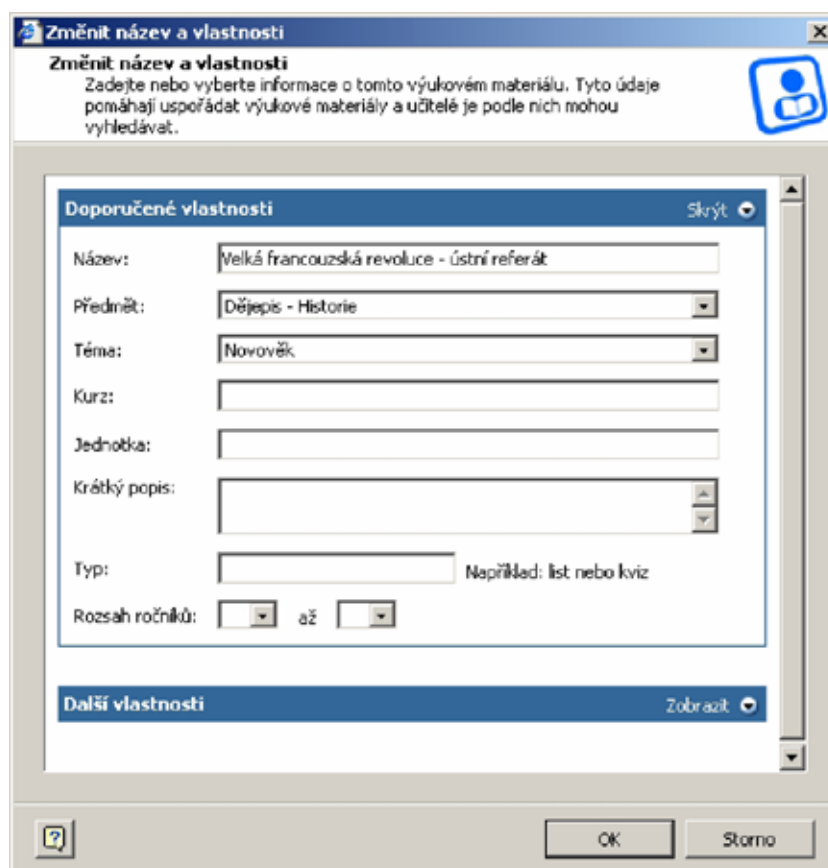 Změnit název a vlastnosti
Změnit název a vlastnosti
Zadejte nebo vyberte informace o tomto výukovém materiálu. Tyto údaje
pomáhají uspořádat výukové materiály a učitelé je podle nich mohou
vyhledávat.
Doporučené vlastnosti Skrýt
Název: Velká francouzská revoluce - ústní referát
Předmět: Dějepis - Historie
Téma: Novověk
Kurz:
Jednotka:
Krátký popis:
Typ: Například: list nebo kviz
Rozsah ročníků: až
Další vlastnosti Zobrazit
OK Storno